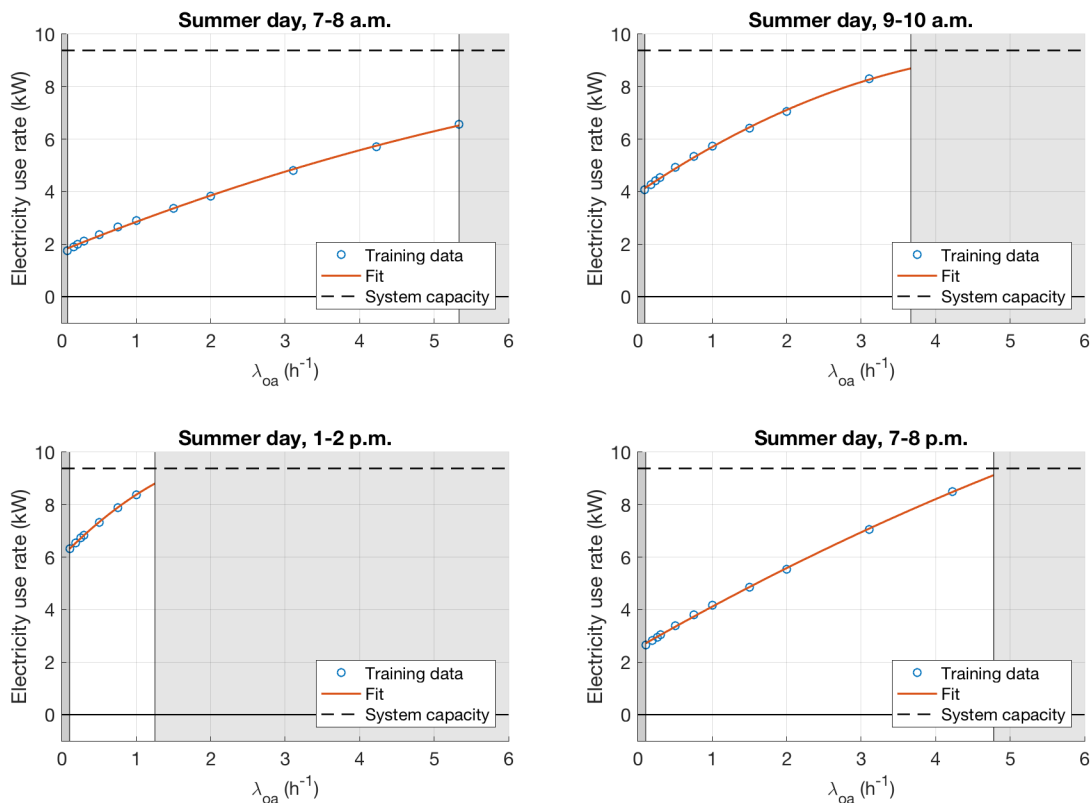 Summer day, 7-8 a.m.
Electricity use rate (kW)
10
8
6
4
2
0
0 1 2 3 4 5 6
λoa (h-1)
Training data
Fit
System capacity
Summer day, 9-10 a.m.
Electricity use rate (kW)
10
8
6
4
2
0
0 1 2 3 4 5 6
λoa (h-1)
Training data
Fit
System capacity
Summer day, 1-2 p.m.
Electricity use rate (kW)
10
8
6
4
2
0
0 1 2 3 4 5 6
λoa (h-1)
Training data
Fit
System capacity
Summer day, 7-8 p.m.
Electricity use rate (kW)
10
8
6
4
2
0
0 1 2 3 4 5 6
λoa (h-1)
Training data
Fit
System capacity